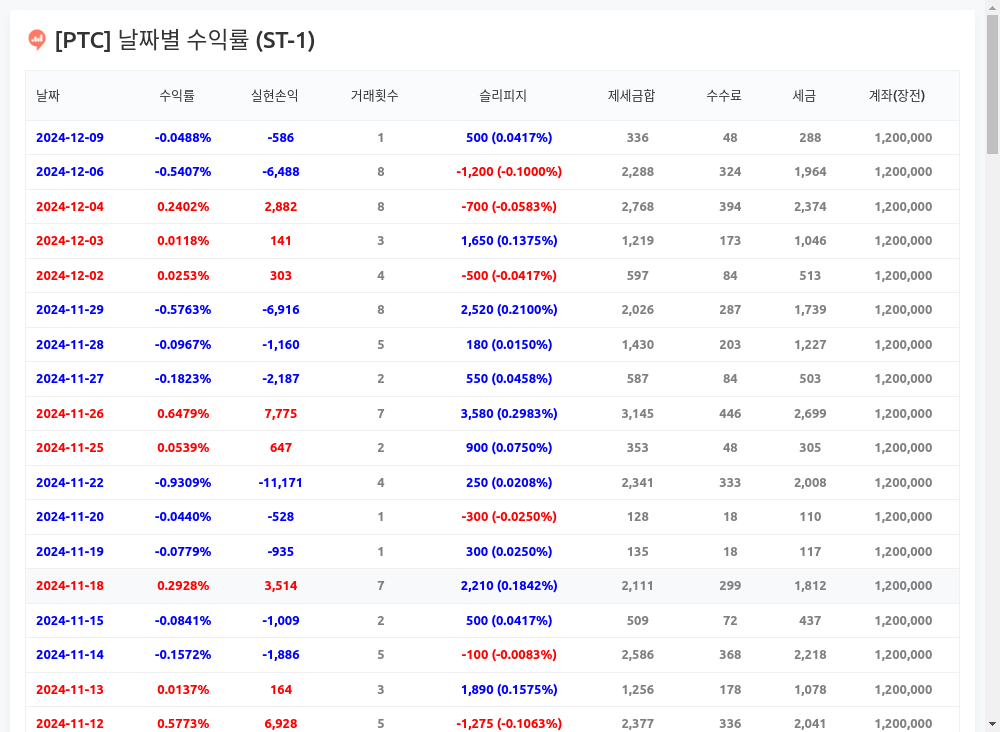 [PTC] 날짜별 수익률 (ST-1)
날짜 수익률 실현손익 거래횟수 슬리피지 제세금합 수수료 세금 계좌(장전)
2024-12-09 -0.0488% -586 1 500 (0.0417%) 336 48 288 1,200,000
2024-12-06 -0.5407% -6,488 8 -1,200 (-0.1000%) 2,288 324 1,964 1,200,000
2024-12-04 0.2402% 2,882 8 -700 (-0.0583%) 2,768 394 2,374 1,200,000
2024-12-03 0.0118% 141 3 1,650 (0.1375%) 1,219 173 1,046 1,200,000
2024-12-02 0.0253% 303 4 -500 (-0.0417%) 597 84 513 1,200,000
2024-11-29 -0.5763% -6,916 8 2,520 (0.2100%) 2,026 287 1,739 1,200,000
2024-11-28 -0.0967% -1,160 5 180 (0.0150%) 1,430 203 1,227 1,200,000
2024-11-27 -0.1823% -2,187 2 550 (0.0458%) 587 84 503 1,200,000
2024-11-26 0.6479% 7,775 7 3,580 (0.2983%) 3,145 446 2,699 1,200,000
2024-11-25 0.0539% 647 2 900 (0.0750%) 353 48 305 1,200,000
2024-11-22 -0.9309% -11,171 4 250 (0.0208%) 2,341 333 2,008 1,200,000
2024-11-20 -0.0440% -528 1 -300 (-0.0250%) 128 18 110 1,200,000
2024-11-19 -0.0779% -935 1 300 (0.0250%) 135 18 117 1,200,000
2024-11-18 0.2928% 3,514 7 2,210 (0.1842%) 2,111 299 1,812 1,200,000
2024-11-15 -0.0841% -1,009 2 500 (0.0417%) 509 72 437 1,200,000
2024-11-14 -0.1572% -1,886 5 -100 (-0.0083%) 2,586 368 2,218 1,200,000
2024-11-13 0.0137% 164 3 1,890 (0.1575%) 1,256 178 1,078 1,200,000
2024-11-12 0.5773% 6,928 5 -1,275 (-0.1063%) 2,377 336 2,041 1,200,000